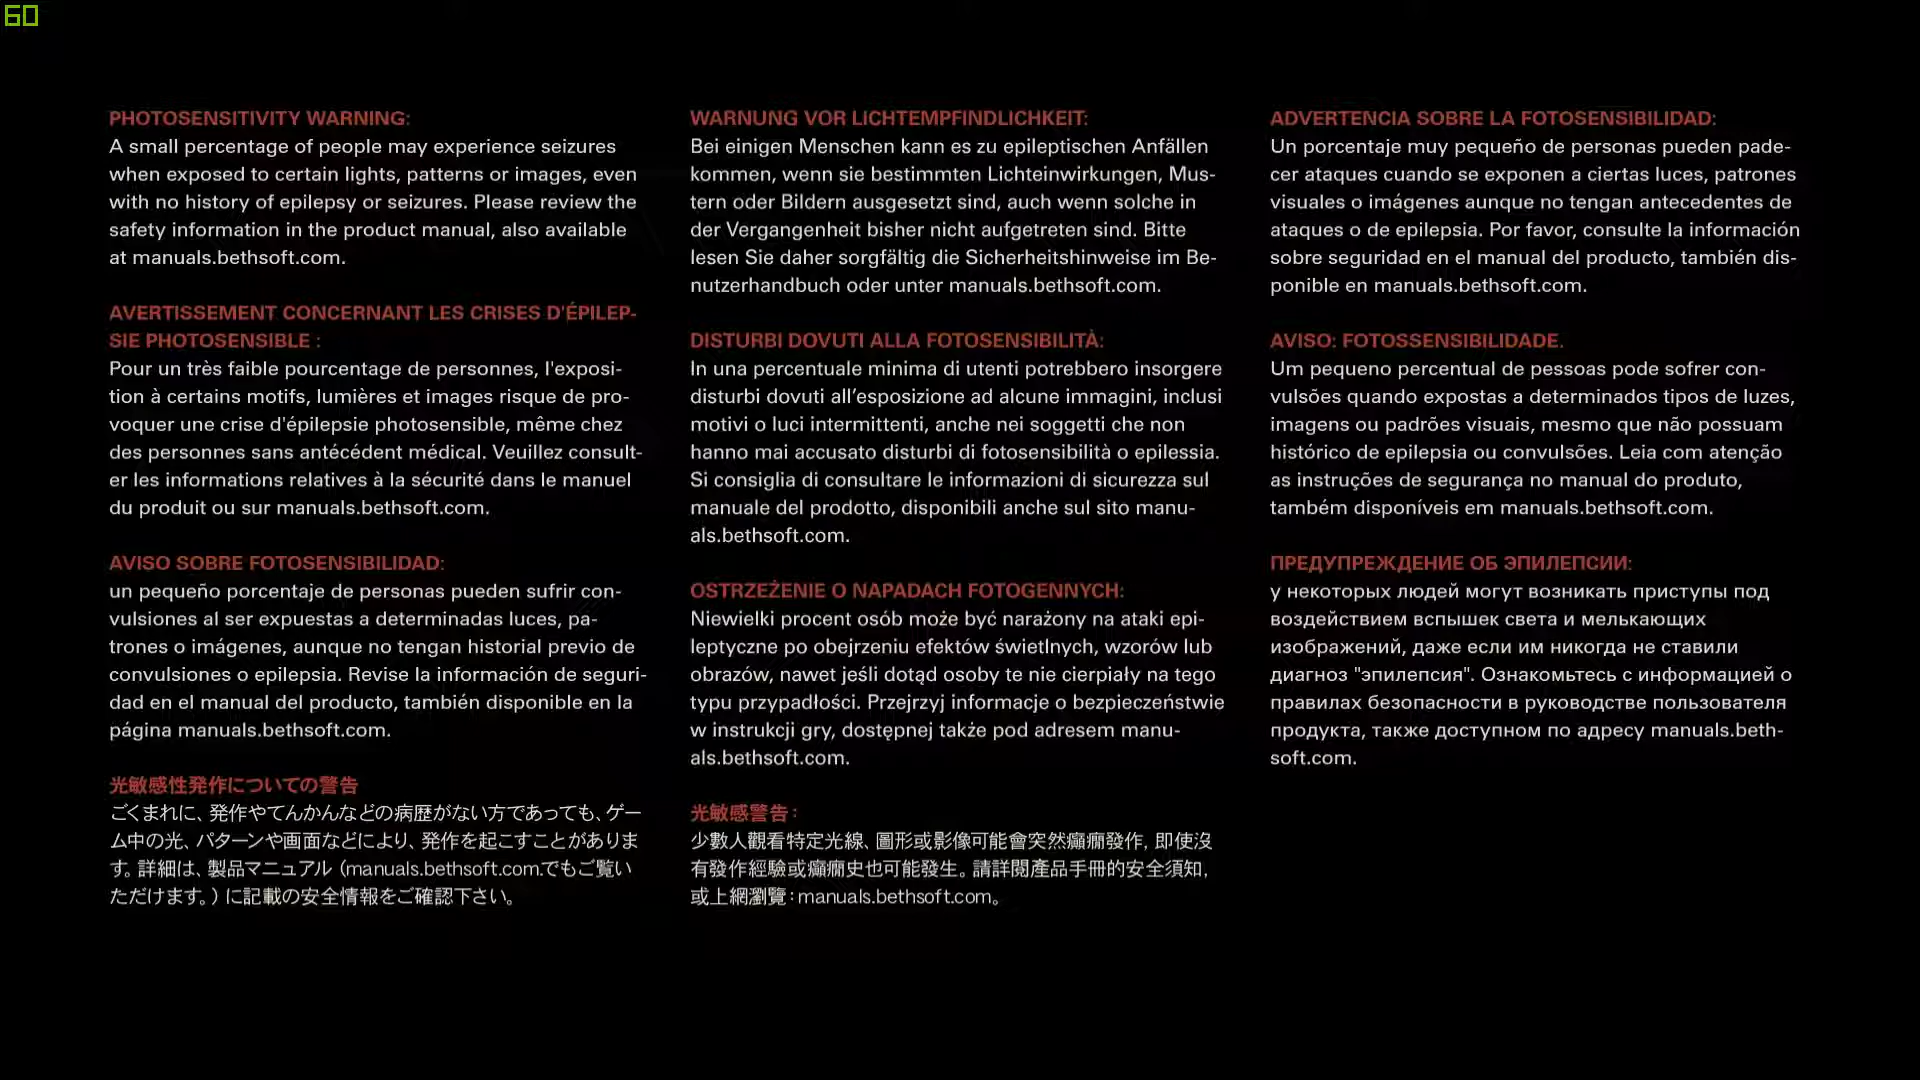 60
PHOTOSENSITIVITY WARNING:
A small percentage of people may experience seizures
when exposed to certain lights, patterns or images, even
with no history of epilepsy or seizures. Please review the
safety information in the product manual, also available
at manuals.bethsoft.com.
AVERTISSEMENT CONCERNANT LES CRISES D'ÉPILEP-
SIE PHOTOSENSIBLE :
Pour un très faible pourcentage de personnes, l'exposi-
tion à certains motifs, lumières et images risque de pro-
voquer une crise d'épilepsie photosensible, même chez
des personnes sans antécédent médical. Veuillez consult-
er les informations relatives à la sécurité dans le manuel
du produit ou sur manuals.bethsoft.com.
AVISO SOBRE FOTOSENSIBILIDAD:
un pequeño porcentaje de personas pueden sufrir con-
vulsiones al ser expuestas a determinadas luces, pa-
trones o imágenes, aunque no tengan historial previo de
convulsiones o epilepsia. Revise la información de seguri-
dad en el manual del producto, también disponible en la
página manuals.bethsoft.com.
光敏感性発作についての警告
ごくまれに、発作やてんかんなどの病歴がない方であっても、ゲー
ム中の光、パターンや画面などにより、発作を起こすことがありま
す。詳細は、製品マニュアル（manuals.bethsoft.com.でもご覧い
ただけます。）に記載の安全情報をご確認下さい。
WARNUNG VOR LICHTEMPFINDLICHKEIT:
Bei einigen Menschen kann es zu epileptischen Anfällen
kommen, wenn sie bestimmten Lichteinwirkungen, Mus-
tern oder Bildern ausgesetzt sind, auch wenn solche in
der Vergangenheit bisher nicht aufgetreten sind. Bitte
lesen Sie daher sorgfältig die Sicherheitshinweise im Be-
nutzerhandbuch oder unter manuals.bethsoft.com.
DISTURBI DOVUTI ALLA FOTOSENSIBILITÀ:
In una percentuale minima di utenti potrebbero insorgere
disturbi dovuti all’esposizione ad alcune immagini, inclusi
motivi o luci intermittenti, anche nei soggetti che non
hanno mai accusato disturbi di fotosensibilità o epilessia.
Si consiglia di consultare le informazioni di sicurezza sul
manuale del prodotto, disponibili anche sul sito manu-
als.bethsoft.com.
OSTRZEŻENIE O NAPADACH FOTOGENNYCH:
Niewielki procent osób może być narażony na ataki epi-
leptyczne po obejrzeniu efektów świetlnych, wzorów lub
obrazów, nawet jeśli dotąd osoby te nie cierpiały na tego
typu przypadłości. Przejrzyj informacje o bezpieczeństwie
w instrukcji gry, dostępnej także pod adresem manu-
als.bethsoft.com.
光敏感警告：
少數人觀看特定光線、圖形或影像可能會突然癲癇發作，即使沒
有發作經驗或癲癇史也可能發生。請詳閱產品手冊的安全須知，
或上網瀏覽：manuals.bethsoft.com。
ADVERTENCIA SOBRE LA FOTOSENSIBILIDAD:
Un porcentaje muy pequeño de personas pueden pade-
cer ataques cuando se exponen a ciertas luces, patrones
visuales o imágenes aunque no tengan antecedentes de
ataques o de epilepsia. Por favor, consulte la información
sobre seguridad en el manual del producto, también dis-
ponible en manuals.bethsoft.com.
AVISO: FOTOSSENSIBILIDADE.
Um pequeno percentual de pessoas pode sofrer con-
vulsões quando expostas a determinados tipos de luzes,
imagens ou padrões visuais, mesmo que não possuam
histórico de epilepsia ou convulsões. Leia com atenção
as instruções de segurança no manual do produto,
também disponíveis em manuals.bethsoft.com.
ПРЕДУПРЕЖДЕНИЕ ОБ ЭПИЛЕПСИИ:
у некоторых людей могут возникать приступы под
воздействием вспышек света и мелькающих
изображений, даже если им никогда не ставили
диагноз "эпилепсия". Ознакомьтесь с информацией о
правилах безопасности в руководстве пользователя
продукта, также доступном по адресу manuals.beth-
soft.com.